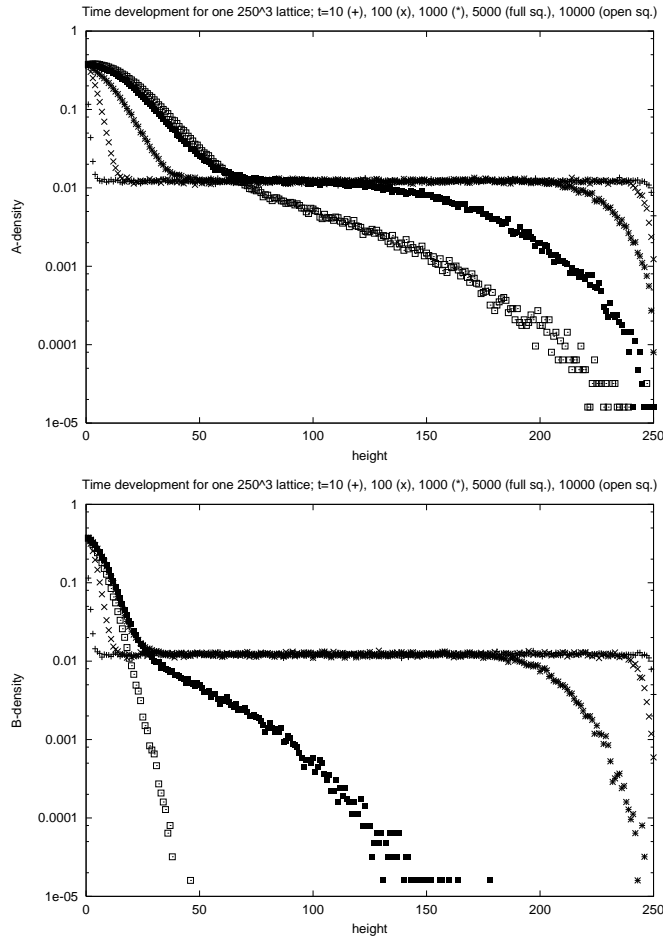 Time development for one 250^3 lattice; t=10 (+), 100 (x), 1000 (*), 5000 (full sq.), 10000 (open sq.)
1
0.1
0.01
0.001
0.0001
1e-05
A-density
0 50 100 150 200 250
height
Time development for one 250^3 lattice; t=10 (+), 100 (x), 1000 (*), 5000 (full sq.), 10000 (open sq.)
1
0.1
0.01
0.001
0.0001
1e-05
B-density
0 50 100 150 200 250
height